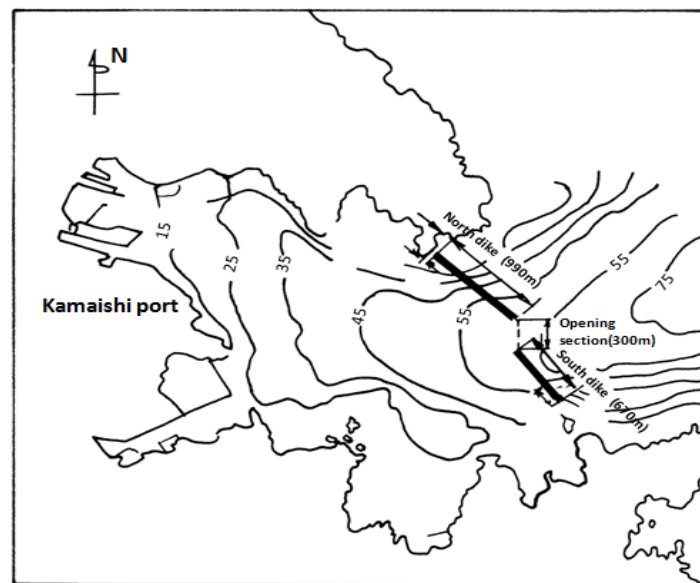 N
North dike (990m)
15
25
35
55
75
Kamaishi port
45
55
Opening
section(300m)
South dike (670m)